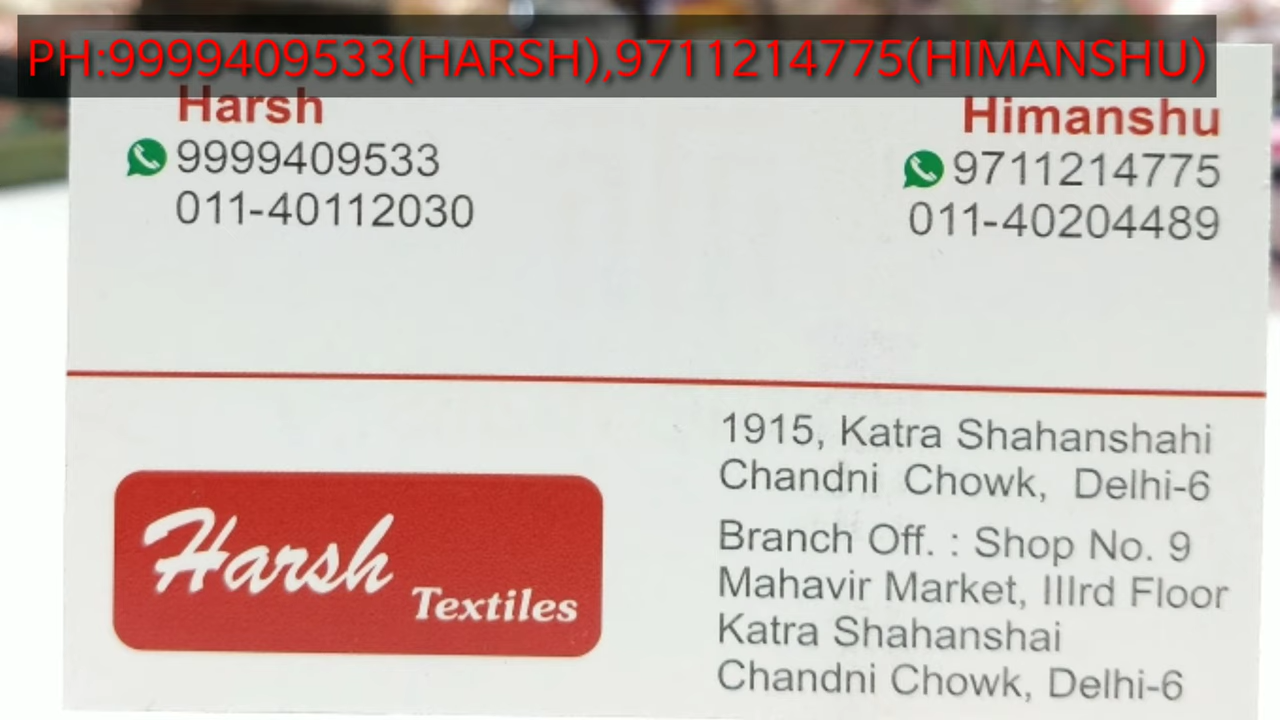 PH:9999409533(HARSH),9711214775(HIMANSHU)
Harsh
9999409533
011-40112030
Himanshu
9711214775
011-40204489
Harsh
Textiles
1915, Katra Shahanshahi
Chandni Chowk, Delhi-6
Branch Off. : Shop No. 9
Mahavir Market, IIIrd Floor
Katra Shahanshai
Chandni Chowk, Delhi-6